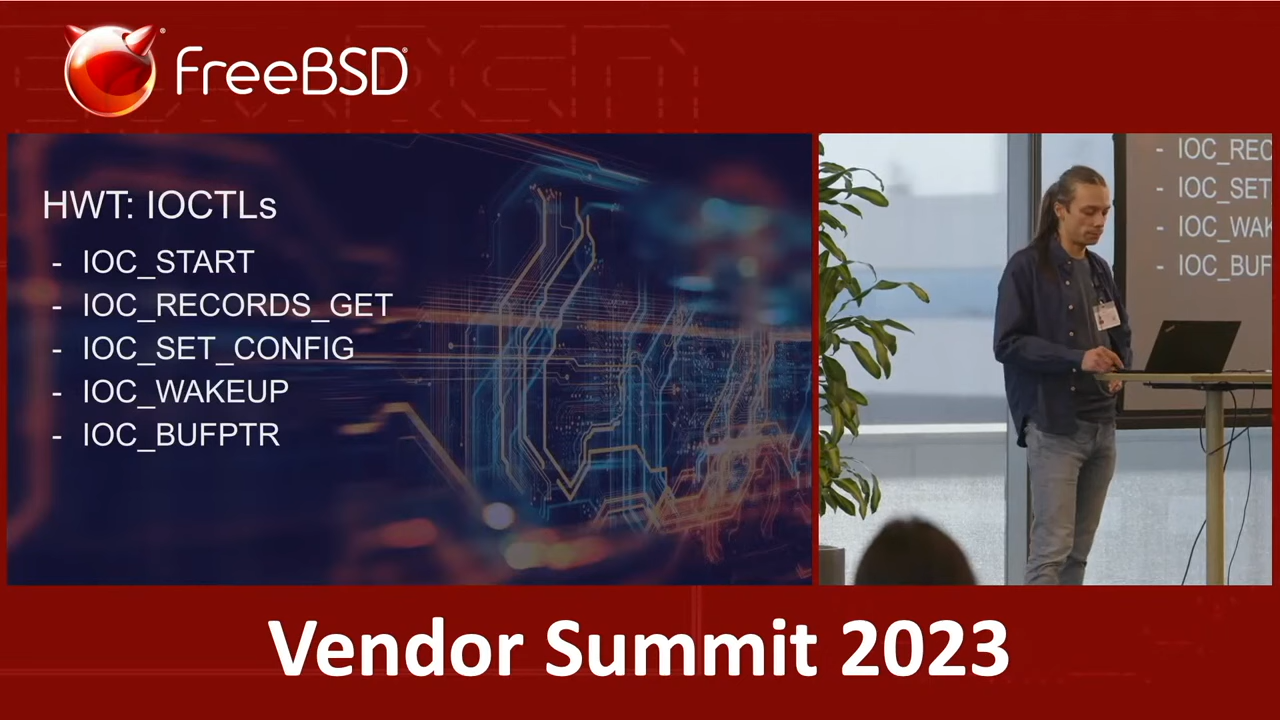 FreeBSD®
HWT: IOCTLs
- IOC_START
- IOC_RECORDS_GET
- IOC_SET_CONFIG
- IOC_WAKEUP
- IOC_BUFPTR
- IOC_REC
- IOC_SET
- IOC_WAK
- IOC_BUF
Vendor Summit 2023